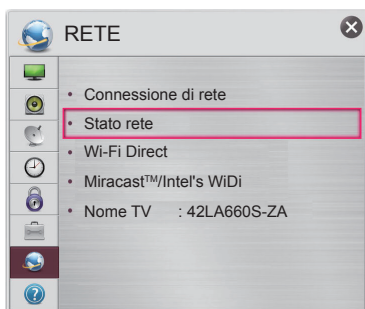 RETE
• Connessione di rete
• Stato rete
• Wi-Fi Direct
• Miracast™/Intel's WiDi
• Nome TV : 42LA660S-ZA